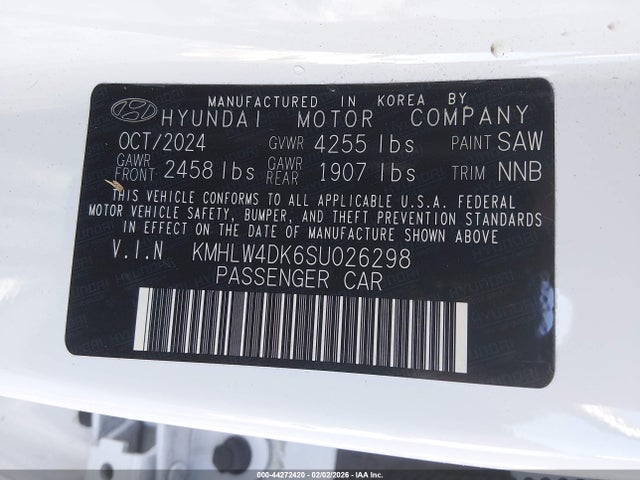 MANUFACTURED IN KOREA BY
HYUNDAI MOTOR COMPANY
OCT/2024 GVWR 4255 lbs PAINT SAW
GAWR FRONT 2458 lbs GAWR REAR 1907 lbs TRIM NNB
THIS VEHICLE CONFORMS TO ALL APPLICABLE U.S.A. FEDERAL
MOTOR VEHICLE SAFETY, BUMPER, AND THEFT PREVENTION STANDARDS
IN EFFECT ON THE DATE OF MANUFACTURE SHOWN ABOVE
V.I.N KMHLW4DK6SU026298
PASSENGER CAR
000-44272420 - 02/02/2026 - IAA Inc.